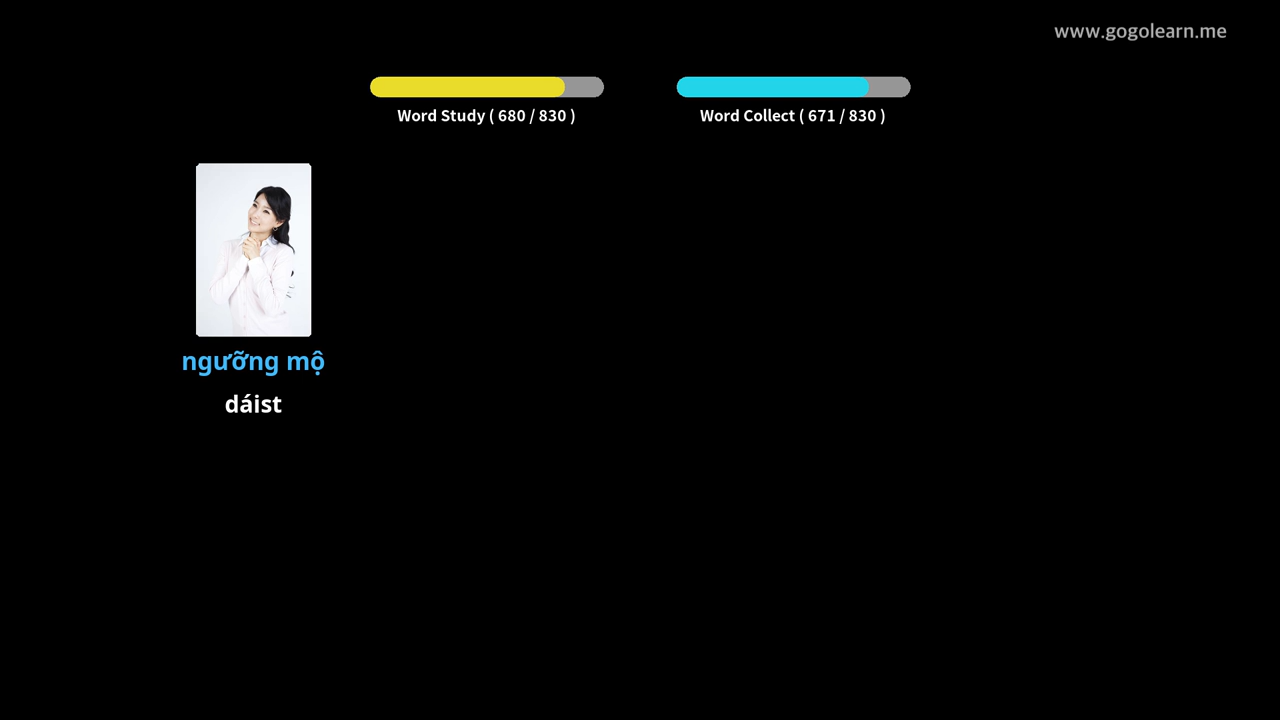 www.gogolearn.me
Word Study ( 680 / 830 )
Word Collect ( 671 / 830 )
ngưỡng mộ
dáist